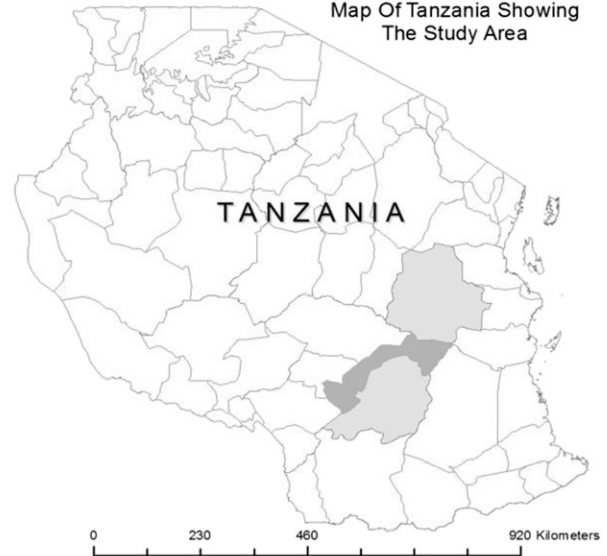 Map Of Tanzania Showing
The Study Area
TANZANIA
0 230 460 920 Kilometers